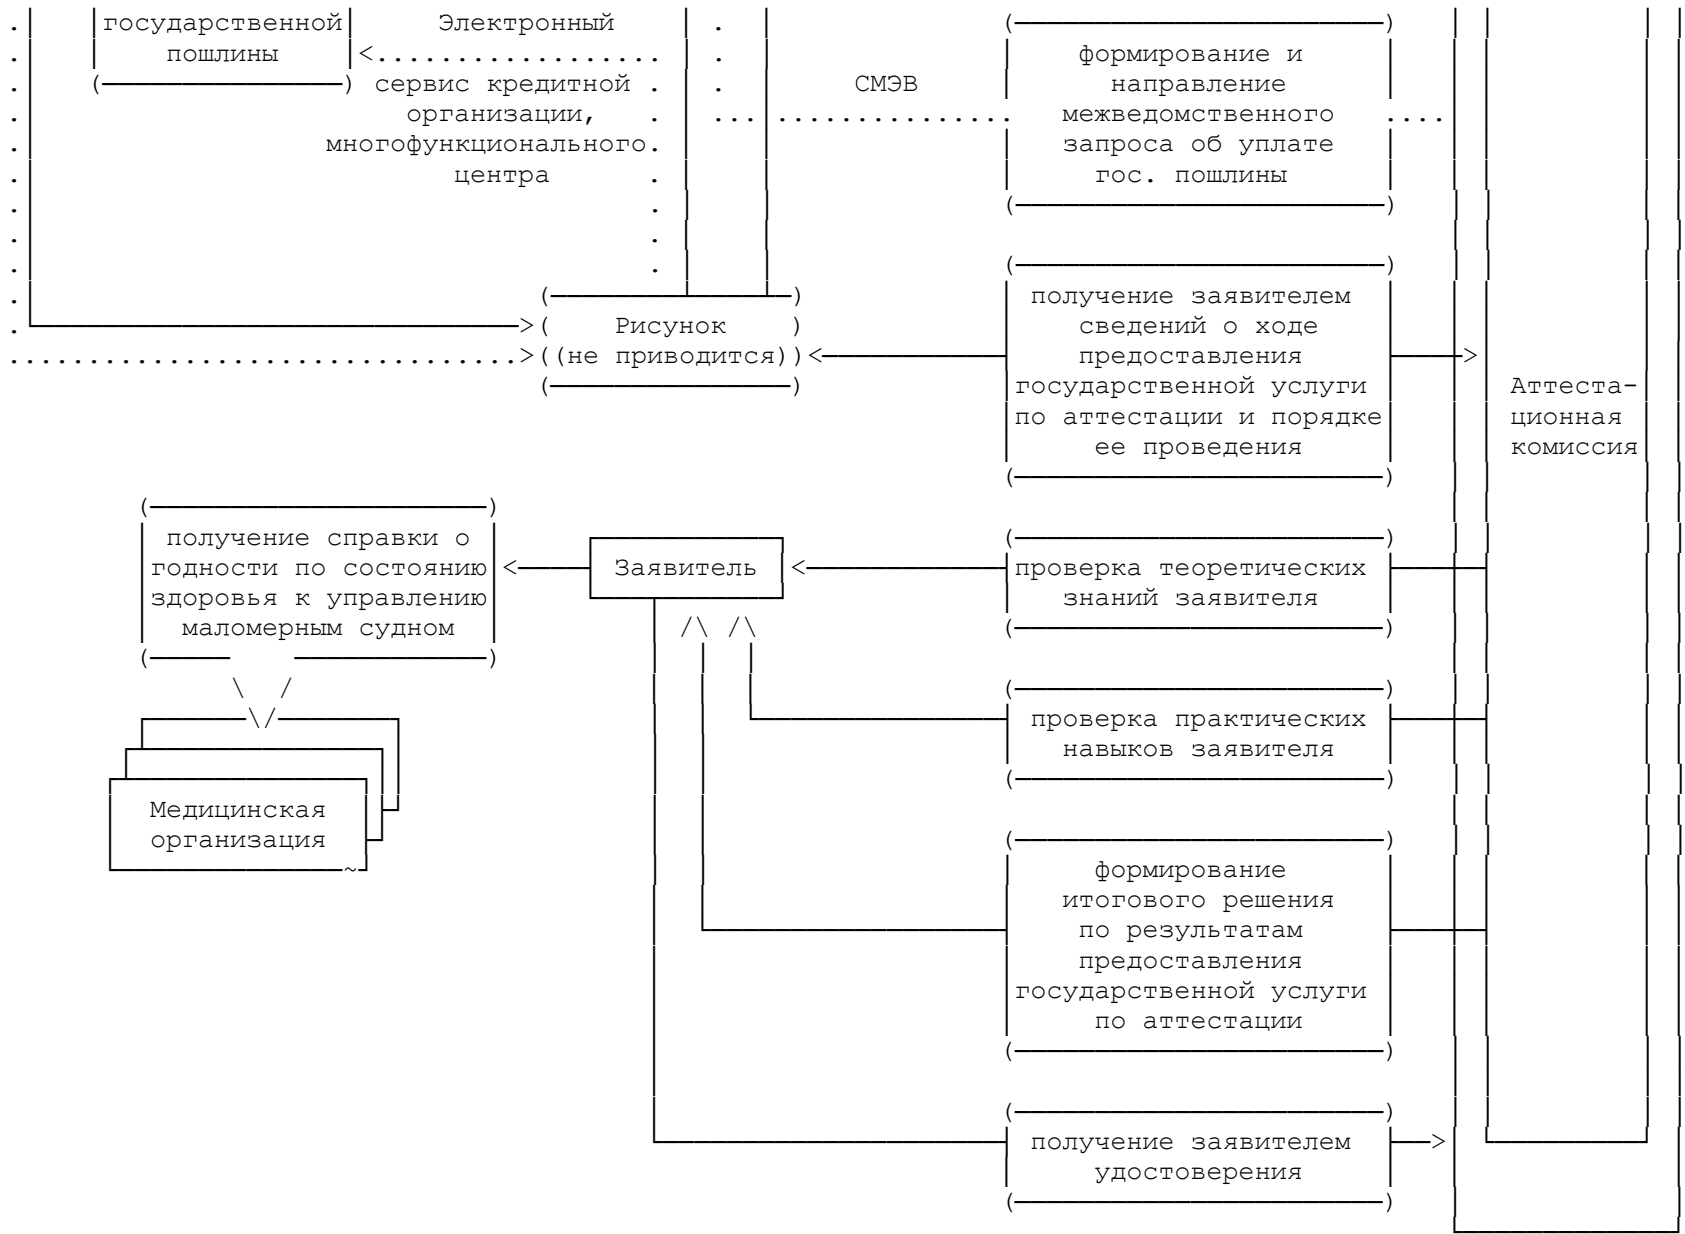 государственной
пошлины
Электронный
сервис кредитной
организации,
многофункционального
центра
СМЭВ
формирование и
направление
межведомственного
запроса об уплате
гос. пошлины
Рисунок
(не приводится)
получение заявителем
сведений о ходе
предоставления
государственной услуги
по аттестации и порядке
ее проведения
Аттеста-
ционная
комиссия
получение справки о
годности по состоянию
здоровья к управлению
маломерным судном
Заявитель
проверка теоретических
знаний заявителя
проверка практических
навыков заявителя
Медицинская
организация
формирование
итогового решения
по результатам
предоставления
государственной услуги
по аттестации
получение заявителем
удостоверения